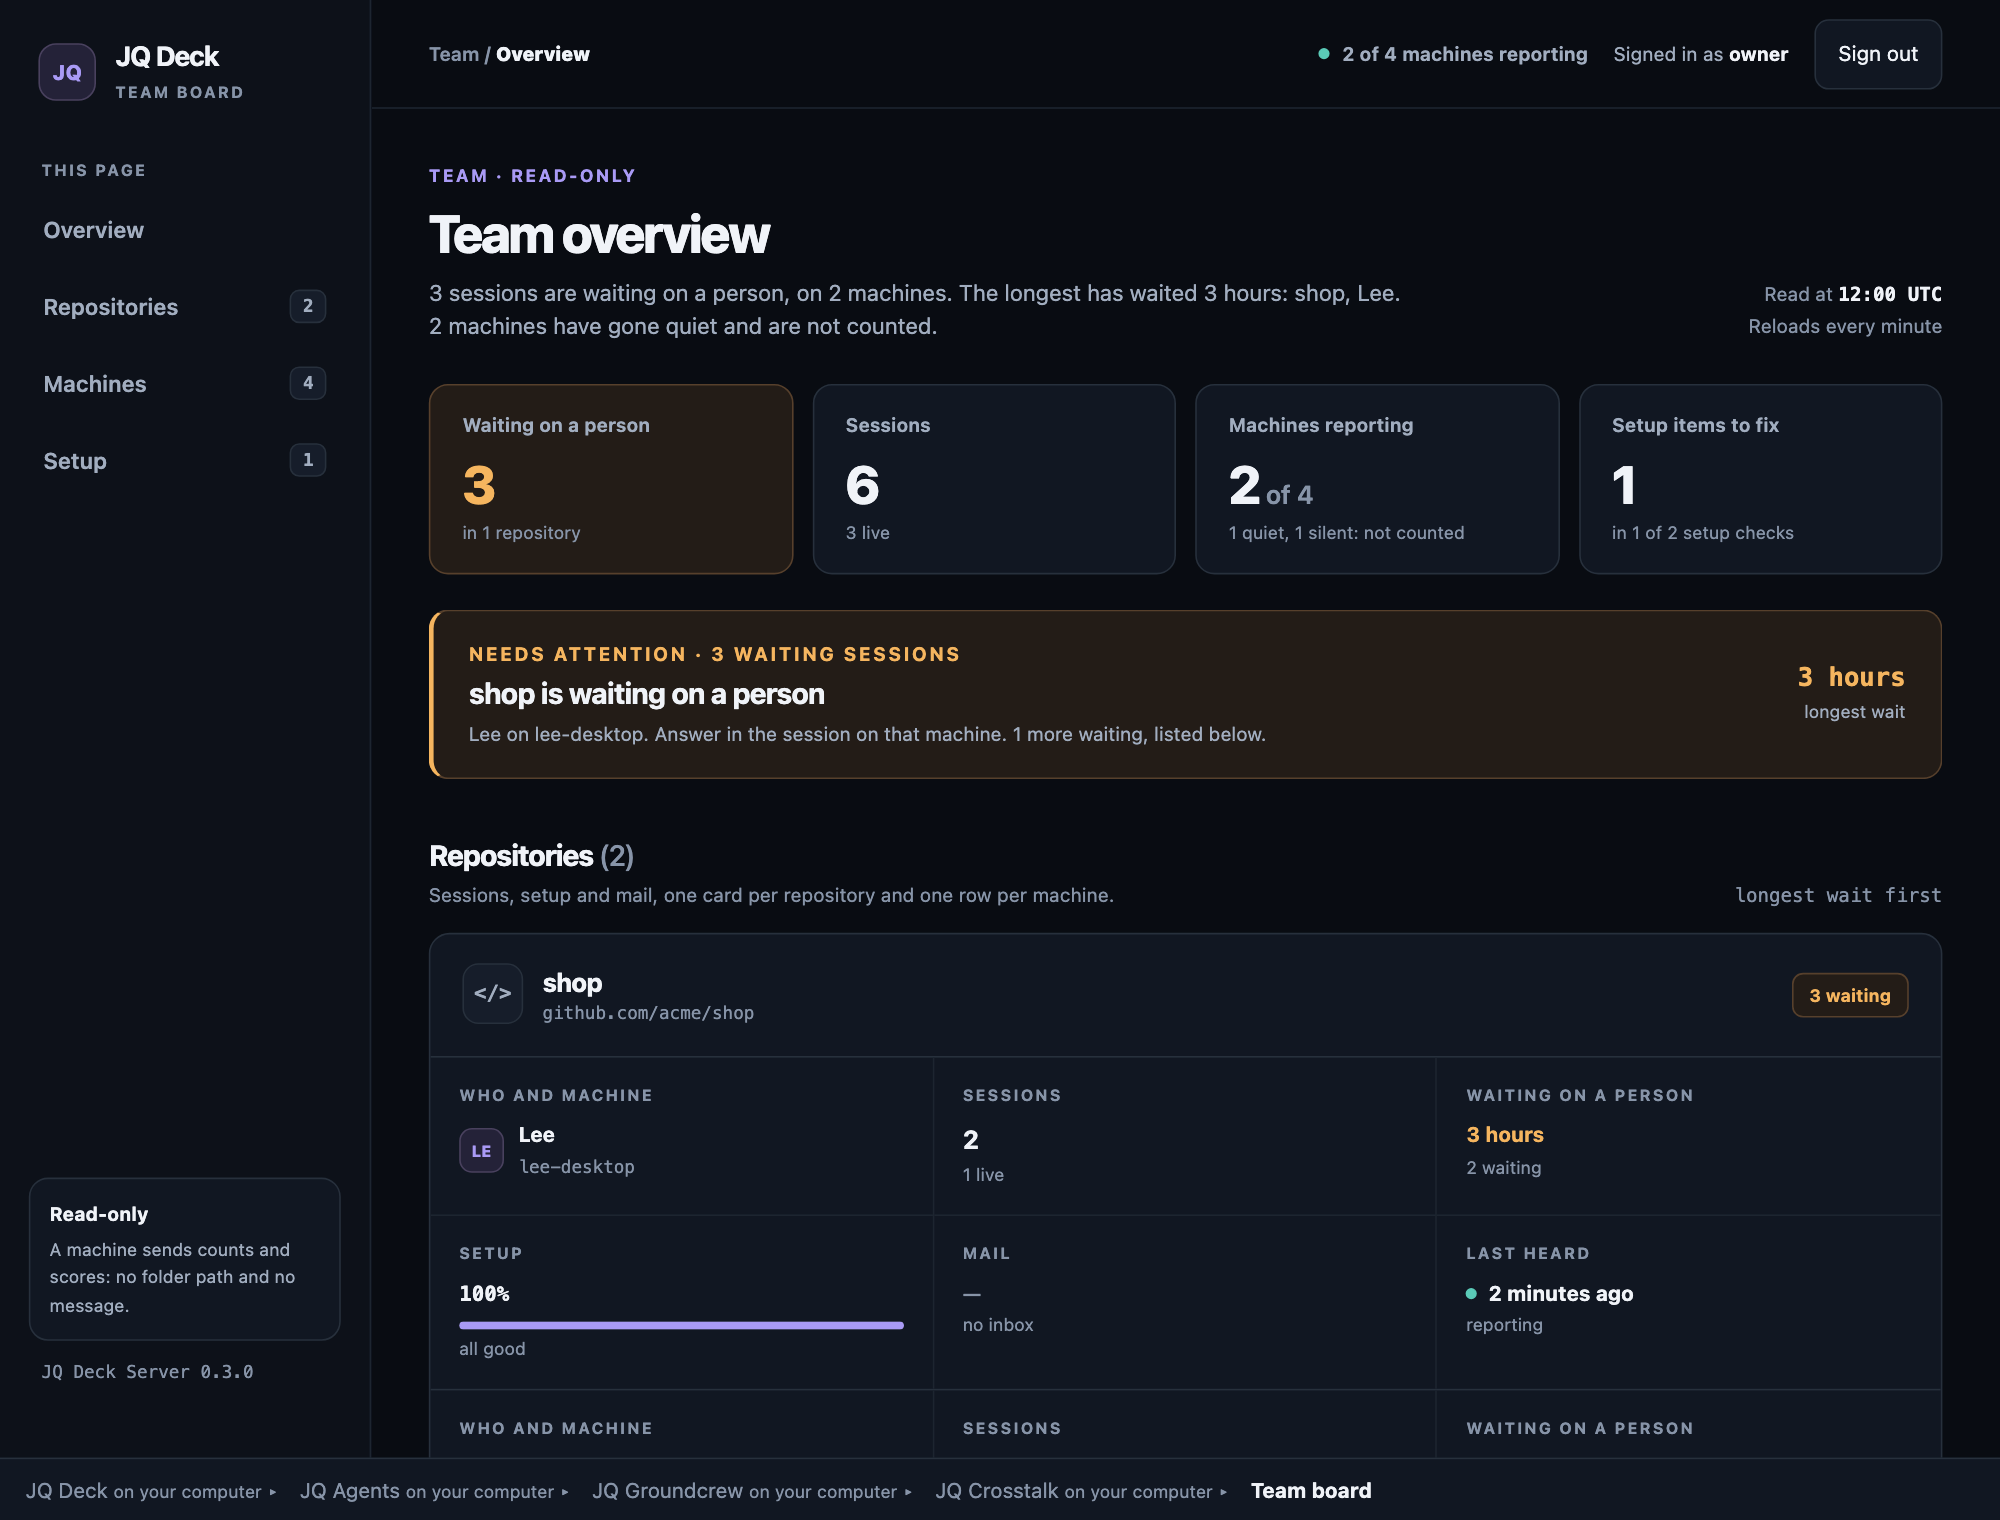 JQ
JQ Deck
TEAM BOARD
THIS PAGE
Overview
Repositories 2
Machines 4
Setup 1
Read-only
A machine sends counts and
scores: no folder path and no
message.
JQ Deck Server 0.3.0
Team / Overview
2 of 4 machines reporting
Signed in as owner
Sign out
TEAM · READ-ONLY
Team overview
3 sessions are waiting on a person, on 2 machines. The longest has waited 3 hours: shop, Lee.
2 machines have gone quiet and are not counted.
Read at 12:00 UTC
Reloads every minute
Waiting on a person
3
in 1 repository
Sessions
6
3 live
Machines reporting
2 of 4
1 quiet, 1 silent: not counted
Setup items to fix
1
in 1 of 2 setup checks
NEEDS ATTENTION · 3 WAITING SESSIONS
shop is waiting on a person
Lee on lee-desktop. Answer in the session on that machine. 1 more waiting, listed below.
3 hours
longest wait
Repositories (2)
Sessions, setup and mail, one card per repository and one row per machine.
longest wait first
</>
shop
github.com/acme/shop
3 waiting
WHO AND MACHINE
LE
Lee
lee-desktop
SESSIONS
2
1 live
WAITING ON A PERSON
3 hours
2 waiting
SETUP
100%
all good
MAIL
—
no inbox
LAST HEARD
2 minutes ago
reporting
WHO AND MACHINE
SESSIONS
WAITING ON A PERSON
JQ Deck on your computer ▸
JQ Agents on your computer ▸
JQ Groundcrew on your computer ▸
JQ Crosstalk on your computer ▸
Team board